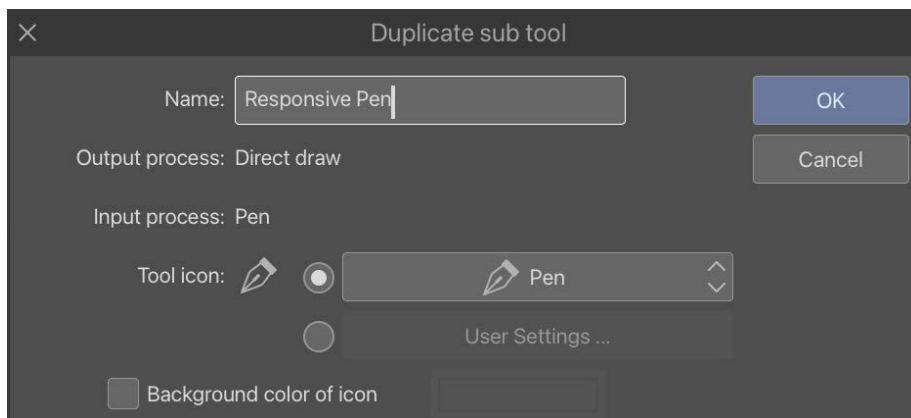 Duplicate sub tool
Name: Responsive Pen
OK
Output process: Direct draw
Cancel
Input process: Pen
Tool icon: Pen
User Settings ...
Background color of icon